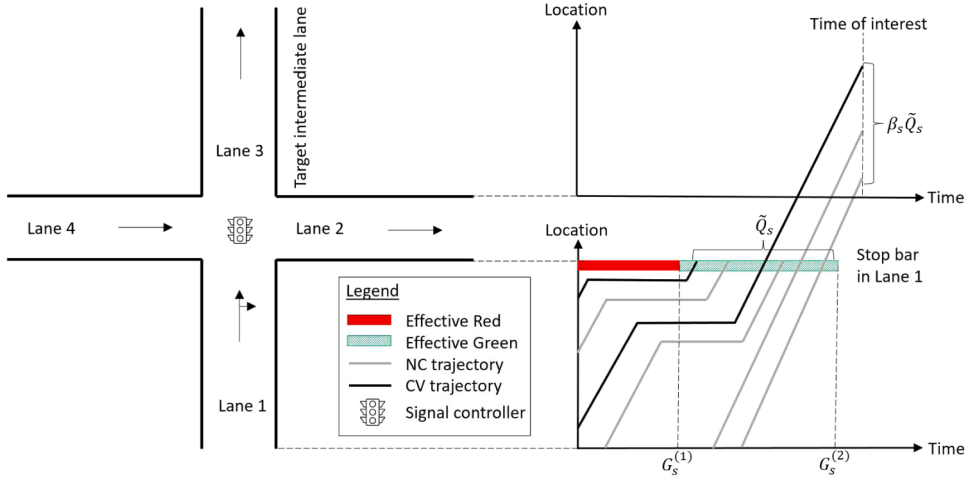 Target intermediate lane
Lane 3
Lane 4
Lane 2
Lane 1
Location
Time of interest
β_s Q̃_s
Time
Location
Q̃_s
Stop bar
in Lane 1
Legend
Effective Red
Effective Green
NC trajectory
CV trajectory
Signal controller
G_s^(1)
G_s^(2)
Time